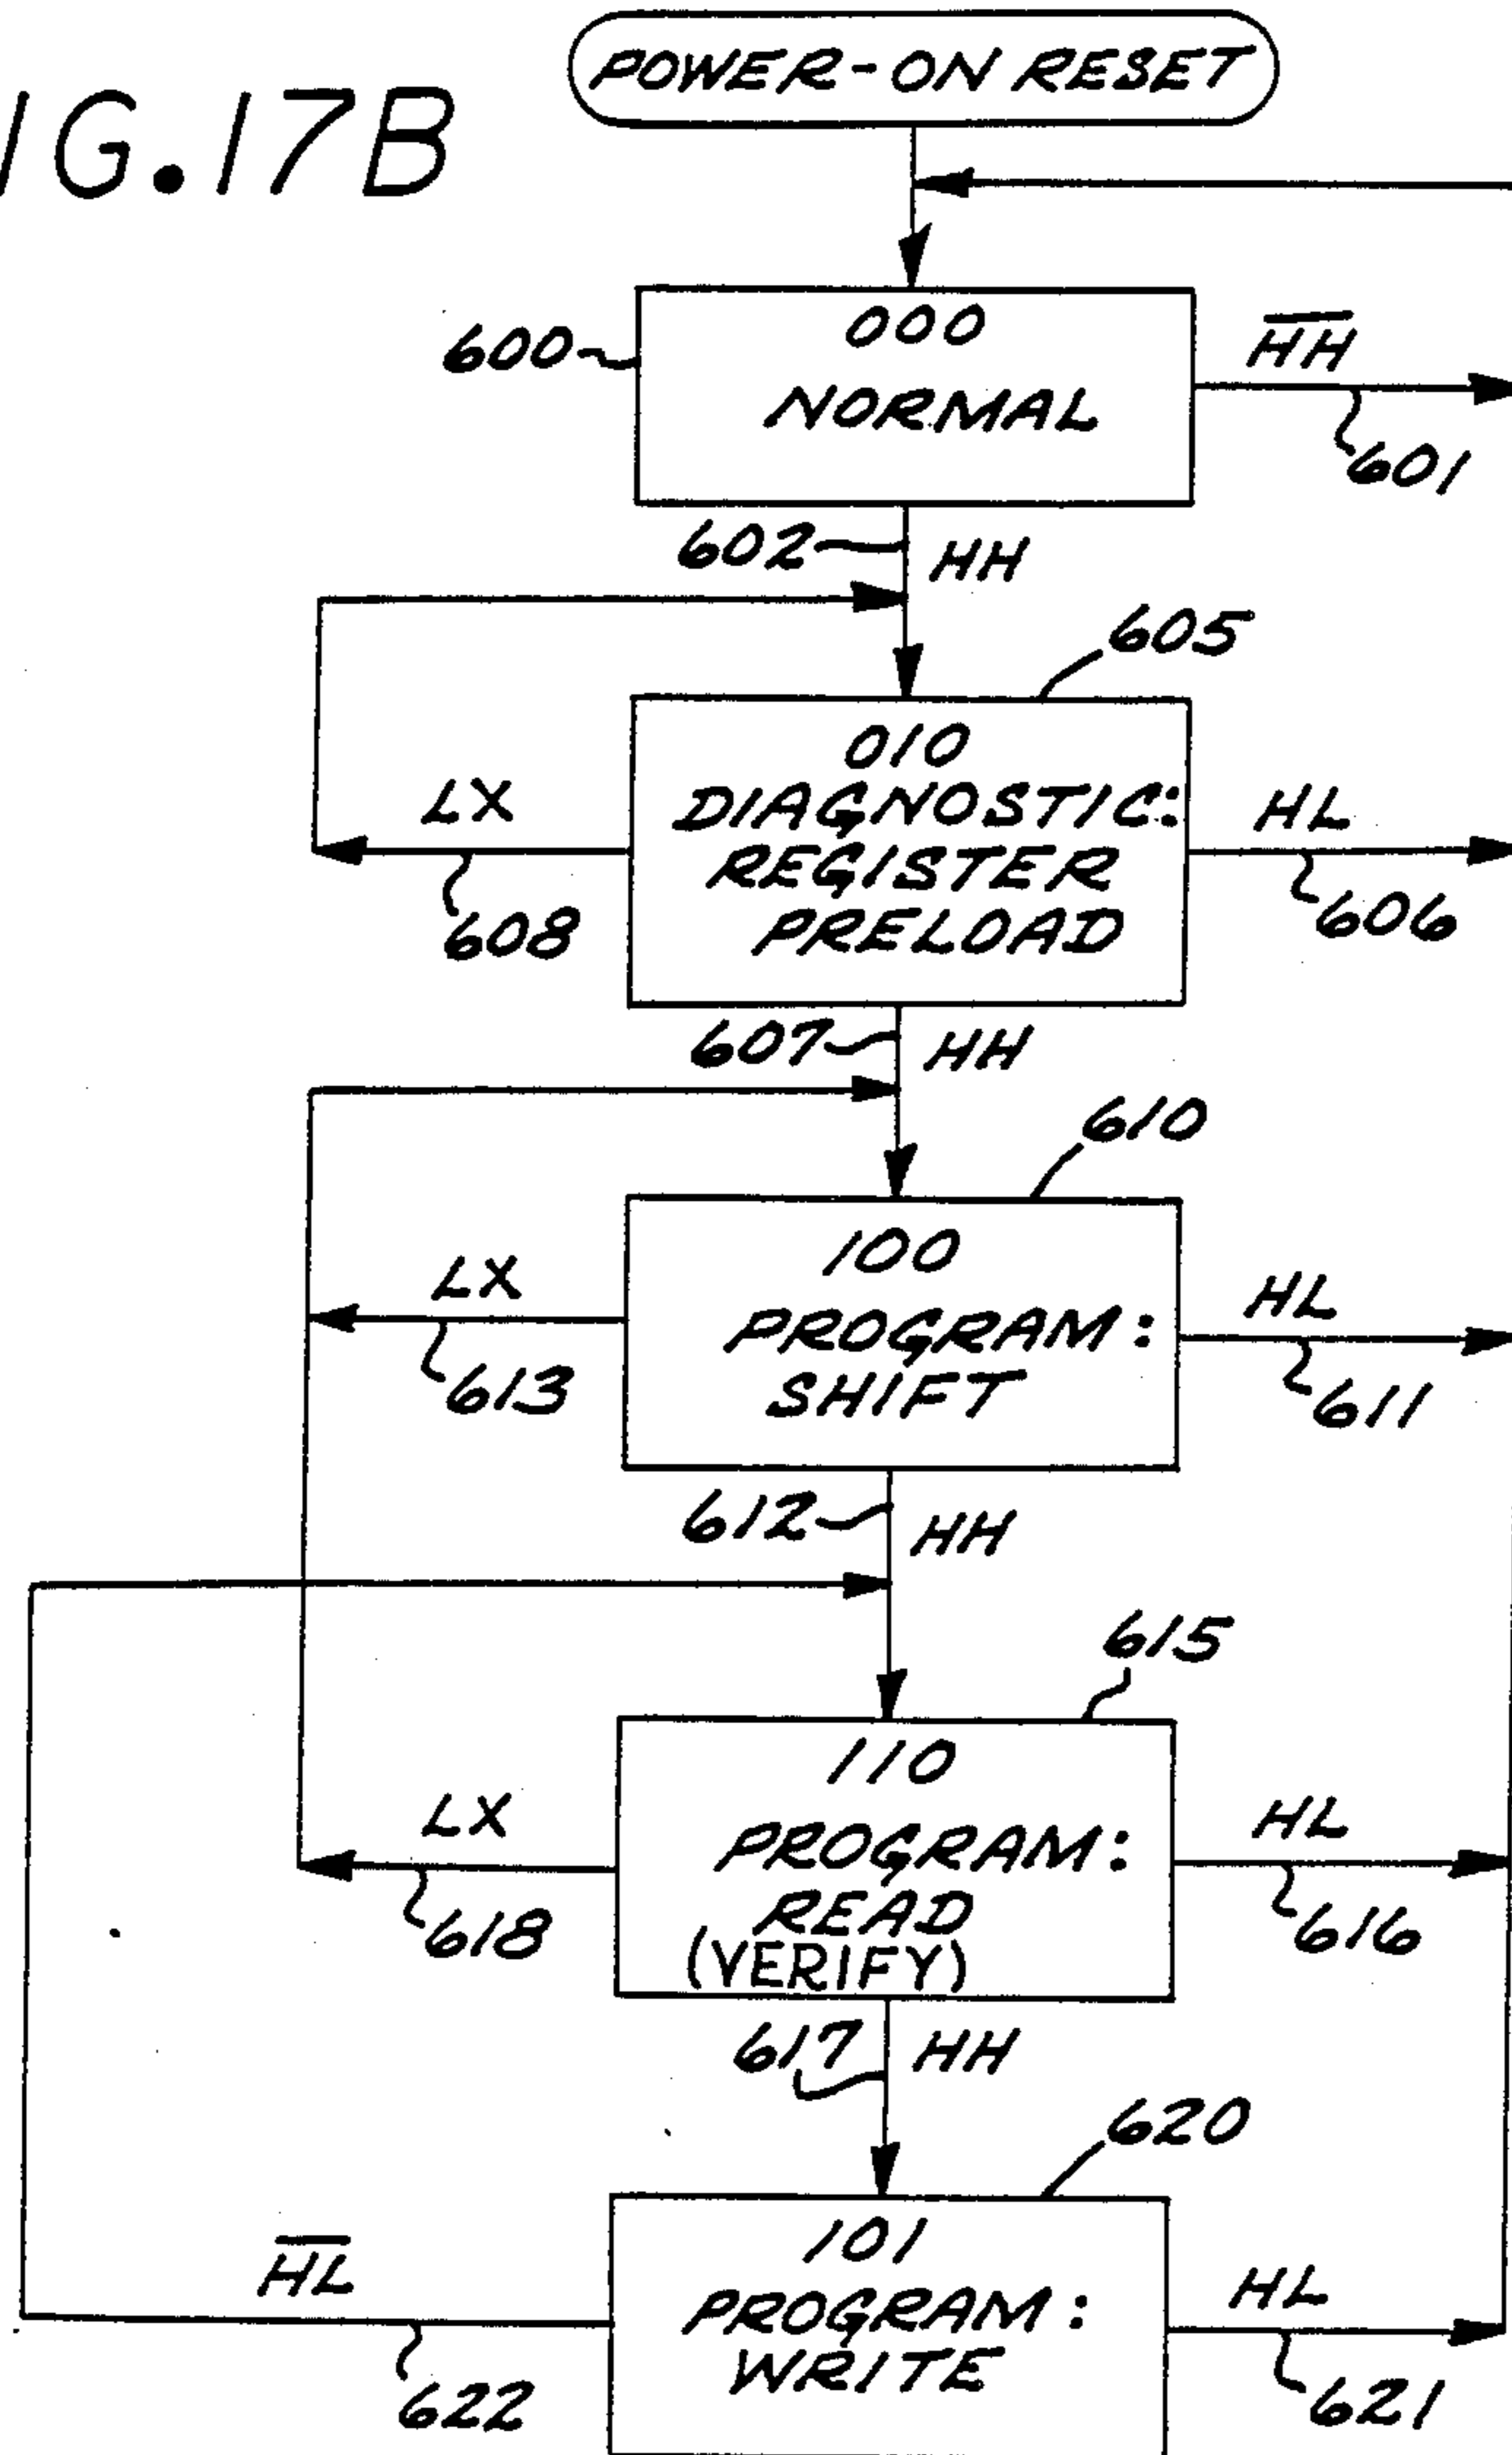 IG. 17B
POWER-ON RESET
000
NORMAL
600
H̅H̅
601
602
HH
605
010
DIAGNOSTIC:
REGISTER
PRELOAD
LX
608
HL
606
607
HH
610
100
PROGRAM:
SHIFT
LX
613
HL
611
612
HH
615
110
PROGRAM:
READ
(VERIFY)
LX
618
HL
616
617
HH
620
101
PROGRAM:
WRITE
H̅L̅
622
HL
621